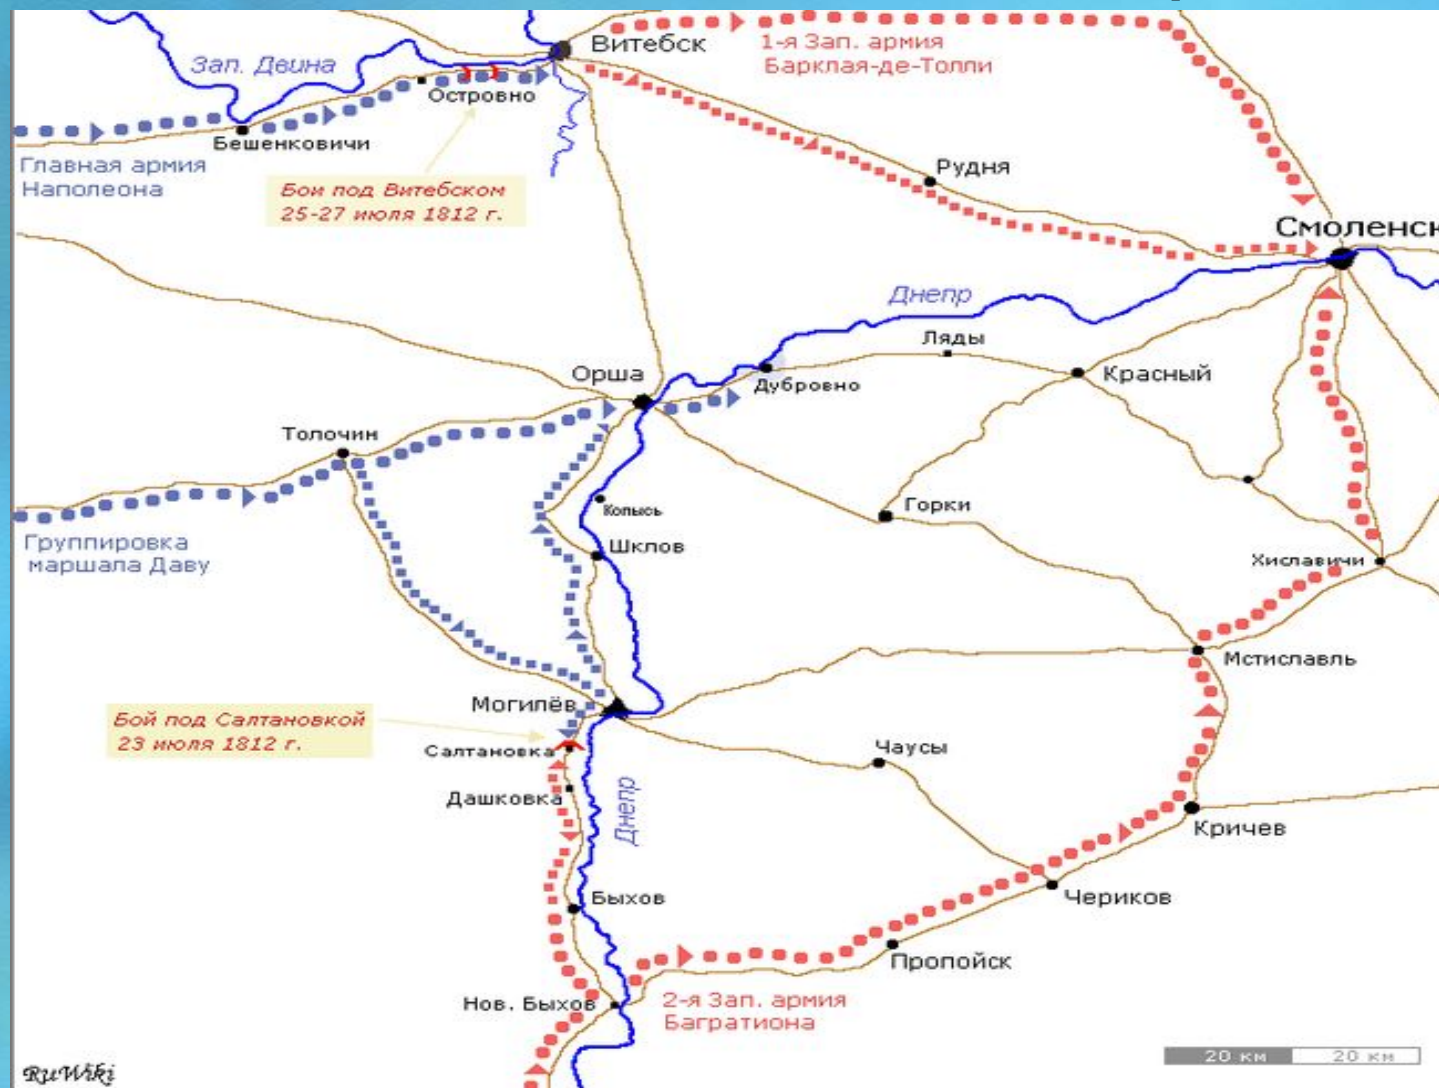 Витебск
1-я Зап. армия
Барклая-де-Толли
Зап. Двина
Островно
Бешенковичи
Главная армия
Наполеона
Бои под Витебском
25-27 июля 1812 г.
Рудня
Смоленск
Днепр
Ляды
Орша
Дубровно
Красный
Толочин
Копысь
Горки
Группировка
маршала Даву
Шклов
Хиславичи
Мстиславль
Могилёв
Бой под Салтановкой
23 июля 1812 г.
Салтановка
Чаусы
Дашковка
Днепр
Кричев
Быхов
Чериков
Пропойск
Нов. Быхов
2-я Зап. армия
Багратиона
20 км 20 км
RuWiki